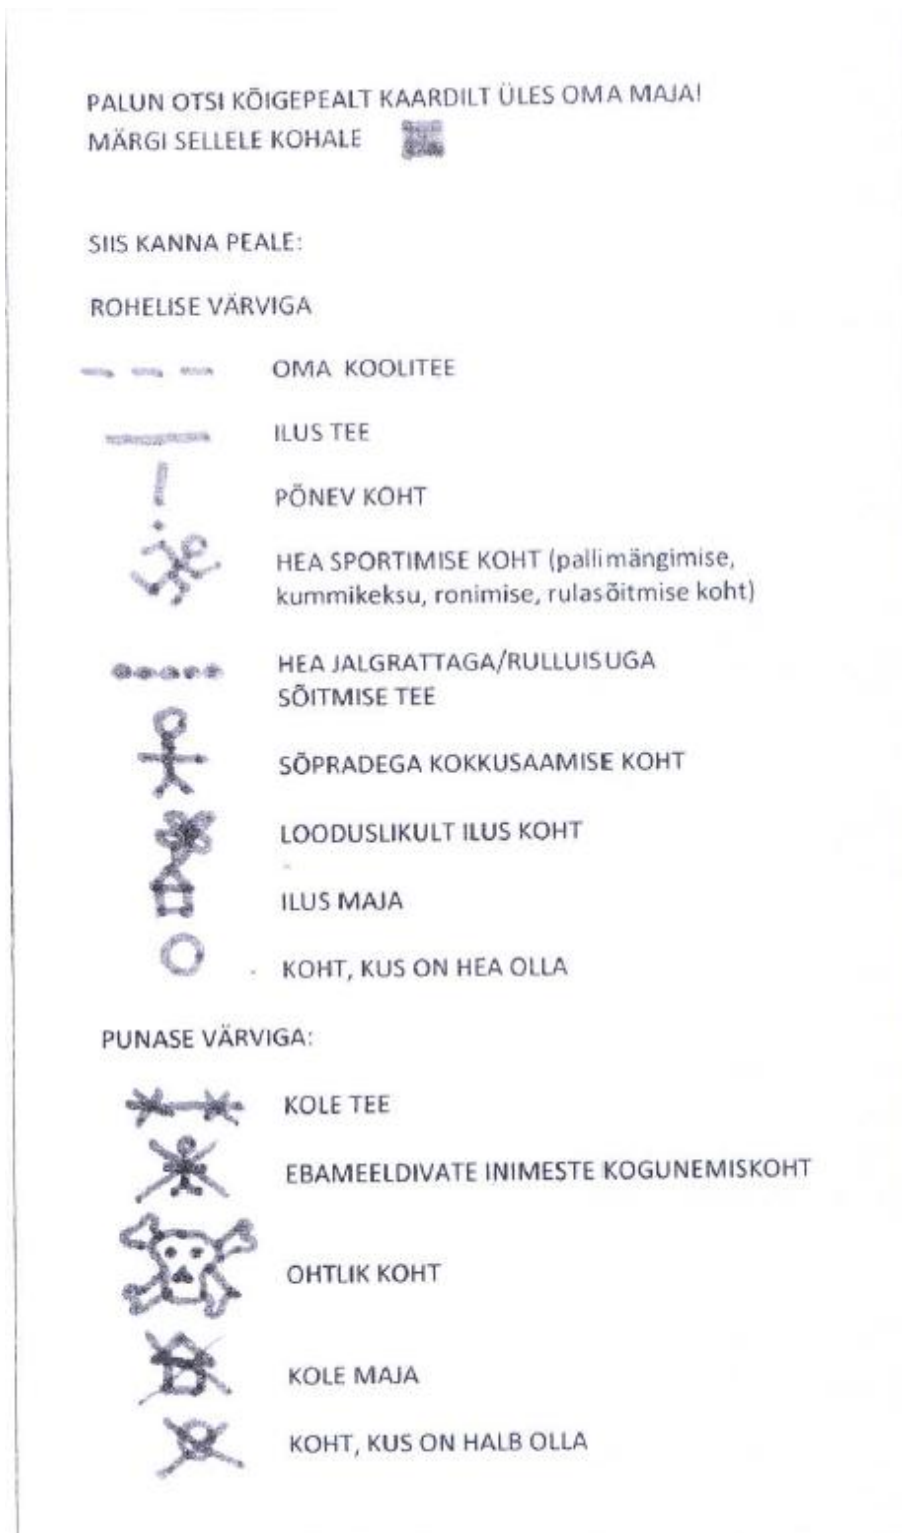 PALUN OTSI KÕIGEPEALT KAARDILT ÜLES OMA MAJA!
MÄRGI SELLELE KOHALE
SIIS KANNA PEALE:
ROHELISE VÄRVIGA
OMA KOOLITEE
ILUS TEE
PÕNEV KOHT
HEA SPORTIMISE KOHT (pallimängimise,
kummikeksu, ronimise, rulasõitmise koht)
HEA JALGRATTAGA/RULLUISUGA
SÕITMISE TEE
SÕPRADEGA KOKKUSAAMISE KOHT
LOODUSLIKULT ILUS KOHT
ILUS MAJA
KOHT, KUS ON HEA OLLA
PUNASE VÄRVIGA:
KOLE TEE
EBAMEELDIVATE INIMESTE KOGUNEMISKOHT
OHTLIK KOHT
KOLE MAJA
KOHT, KUS ON HALB OLLA